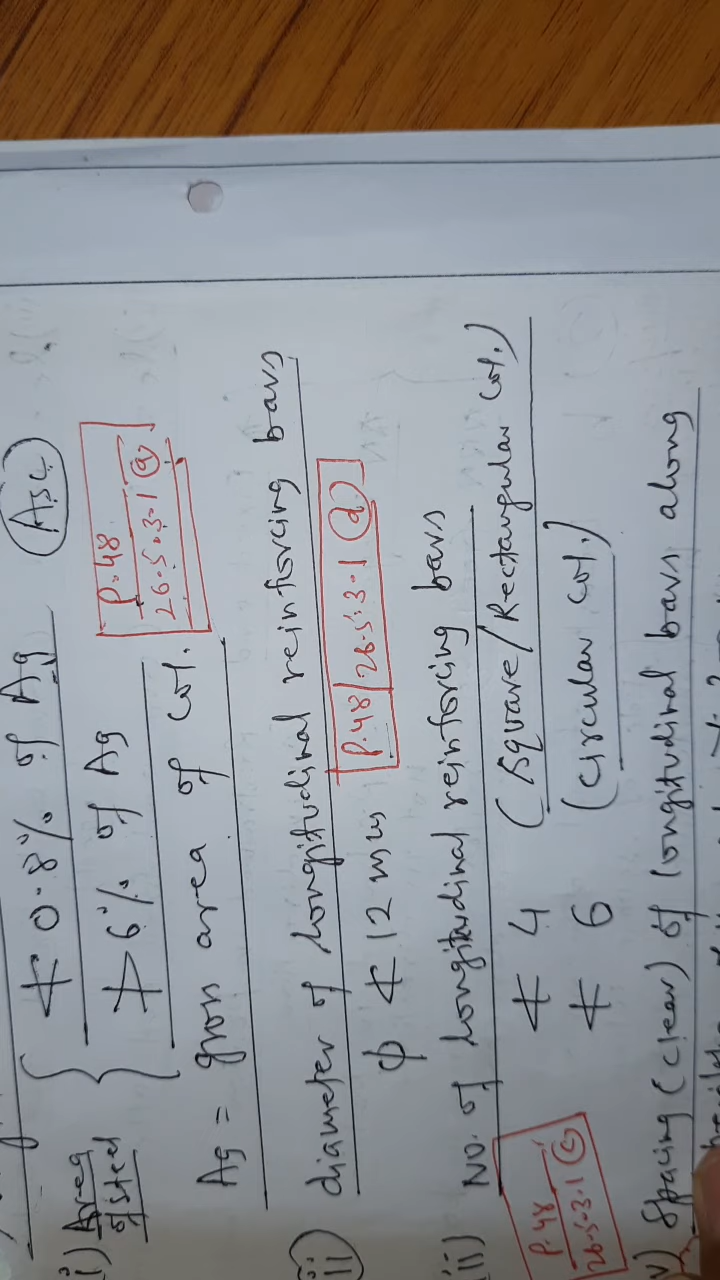 i) Area of steel { ≮ 0.8% of Ag (Asc)
≯ 6% of Ag
P.48
26.5.3.1 (a)
Ag = gross area of col.
ii) diameter of longitudinal reinforcing bars
φ ≮ 12 mm P.48/26.5.3.1 (d)
ii) No. of longitudinal reinforcing bars
≮ 4 (Square/Rectangular col.)
≮ 6 (circular col.)
P.48
26.5.3.1 (c)
v) Spacing (clear) of longitudinal bars along